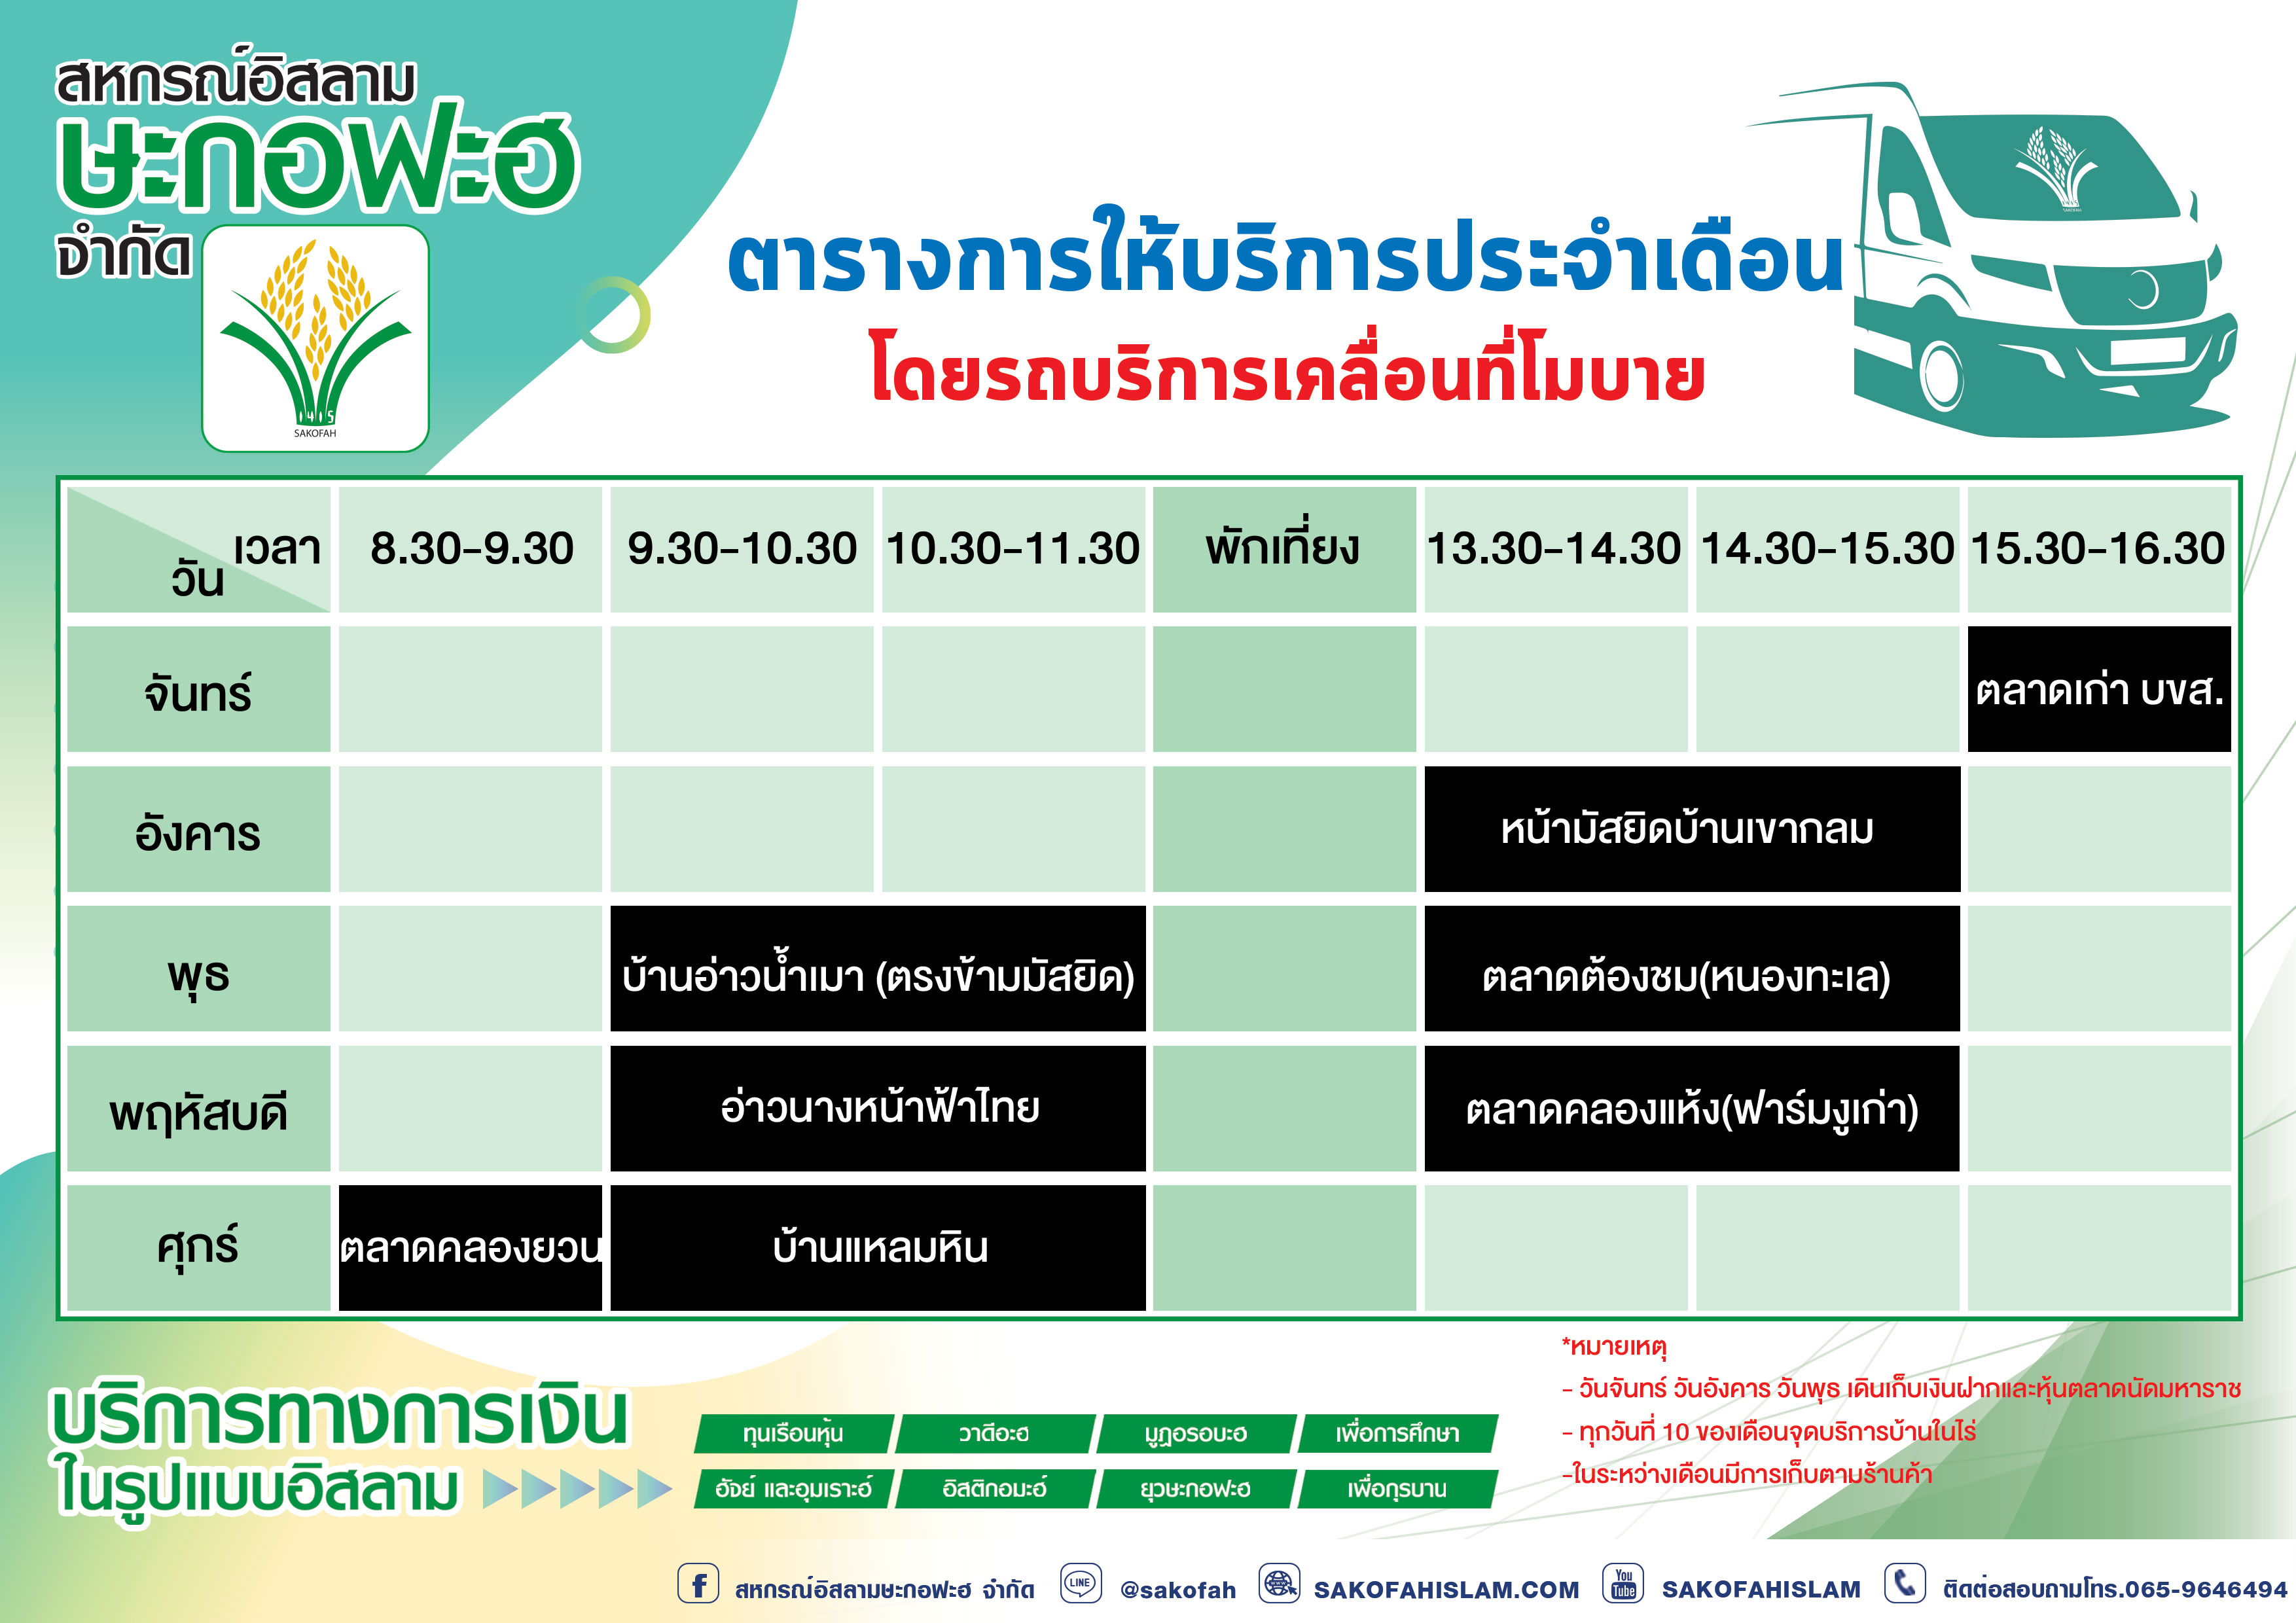 สหกรณ์อิสลาม
ษะกอฟะฮ
จำกัด
1405
SAKOFAH
SAKOFAH
ตารางการให้บริการประจำเดือน
โดยรถบริการเคลื่อนที่โมบาย
เวลา วัน 8.30-9.30 9.30-10.30 10.30-11.30 พักเที่ยง 13.30-14.30 14.30-15.30 15.30-16.30
จันทร์ ตลาดเก่า บขส.
อังคาร หน้ามัสยิดบ้านเขากลม
พุธ บ้านอ่าวน้ำเมา (ตรงข้ามมัสยิด) ตลาดต้องชม(หนองทะเล)
พฤหัสบดี อ่าวนางหน้าฟ้าไทย ตลาดคลองแห้ง(ฟาร์มงูเก่า)
ศุกร์ ตลาดคลองยวน บ้านแหลมหิน
*หมายเหตุ
- วันจันทร์ วันอังคาร วันพุธ เดินเก็บเงินฝากและหุ้นตลาดนัดมหาราช
- ทุกวันที่ 10 ของเดือนจุดบริการบ้านในไร่
-ในระหว่างเดือนมีการเก็บตามร้านค้า
บริการทางการเงิน
ในรูปแบบอิสลาม
ทุนเรือนหุ้น วาดีอะฮ มูฏอรอบะฮ เพื่อการศึกษา
ฮัจย์ และอุมเราะฮ์ อิสติกอมะฮ์ ยุวษะกอฟะฮ เพื่อกุรบาน
f สหกรณ์อิสลามษะกอฟะฮ จำกัด LINE @sakofah SAKOFAHISLAM.COM You Tube SAKOFAHISLAM ติดต่อสอบถามโทร.065-9646494